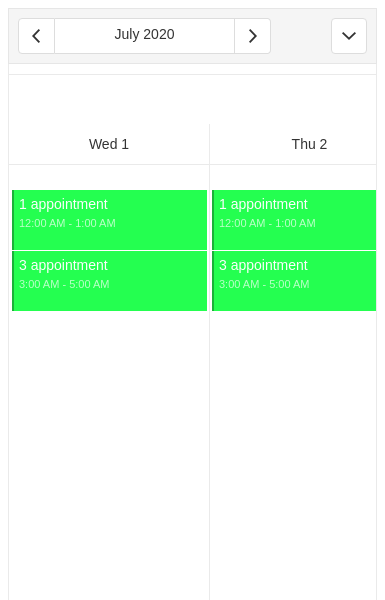 July 2020
Wed 1
Thu 2
1 appointment
12:00 AM - 1:00 AM
3 appointment
3:00 AM - 5:00 AM
1 appointment
12:00 AM - 1:00 AM
3 appointment
3:00 AM - 5:00 AM